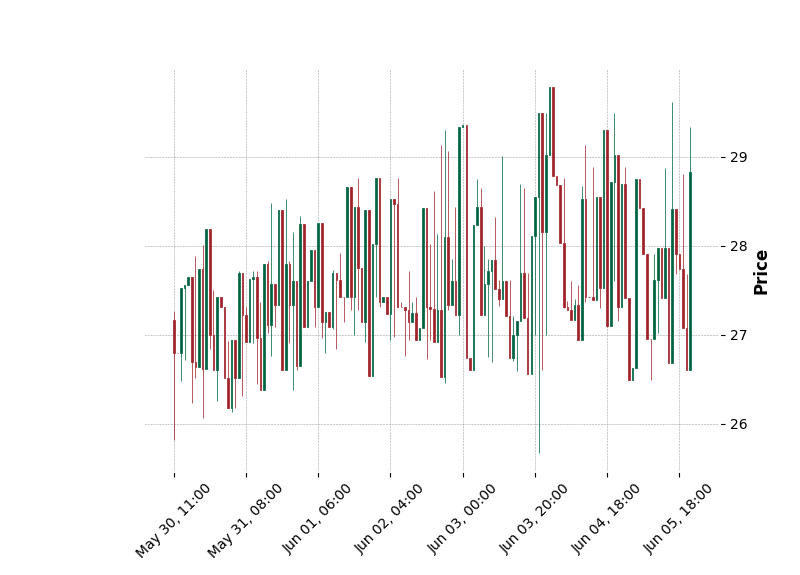 29
28
27
26
Price
May 30, 11:00
May 31, 08:00
Jun 01, 06:00
Jun 02, 04:00
Jun 03, 00:00
Jun 03, 20:00
Jun 04, 18:00
Jun 05, 18:00